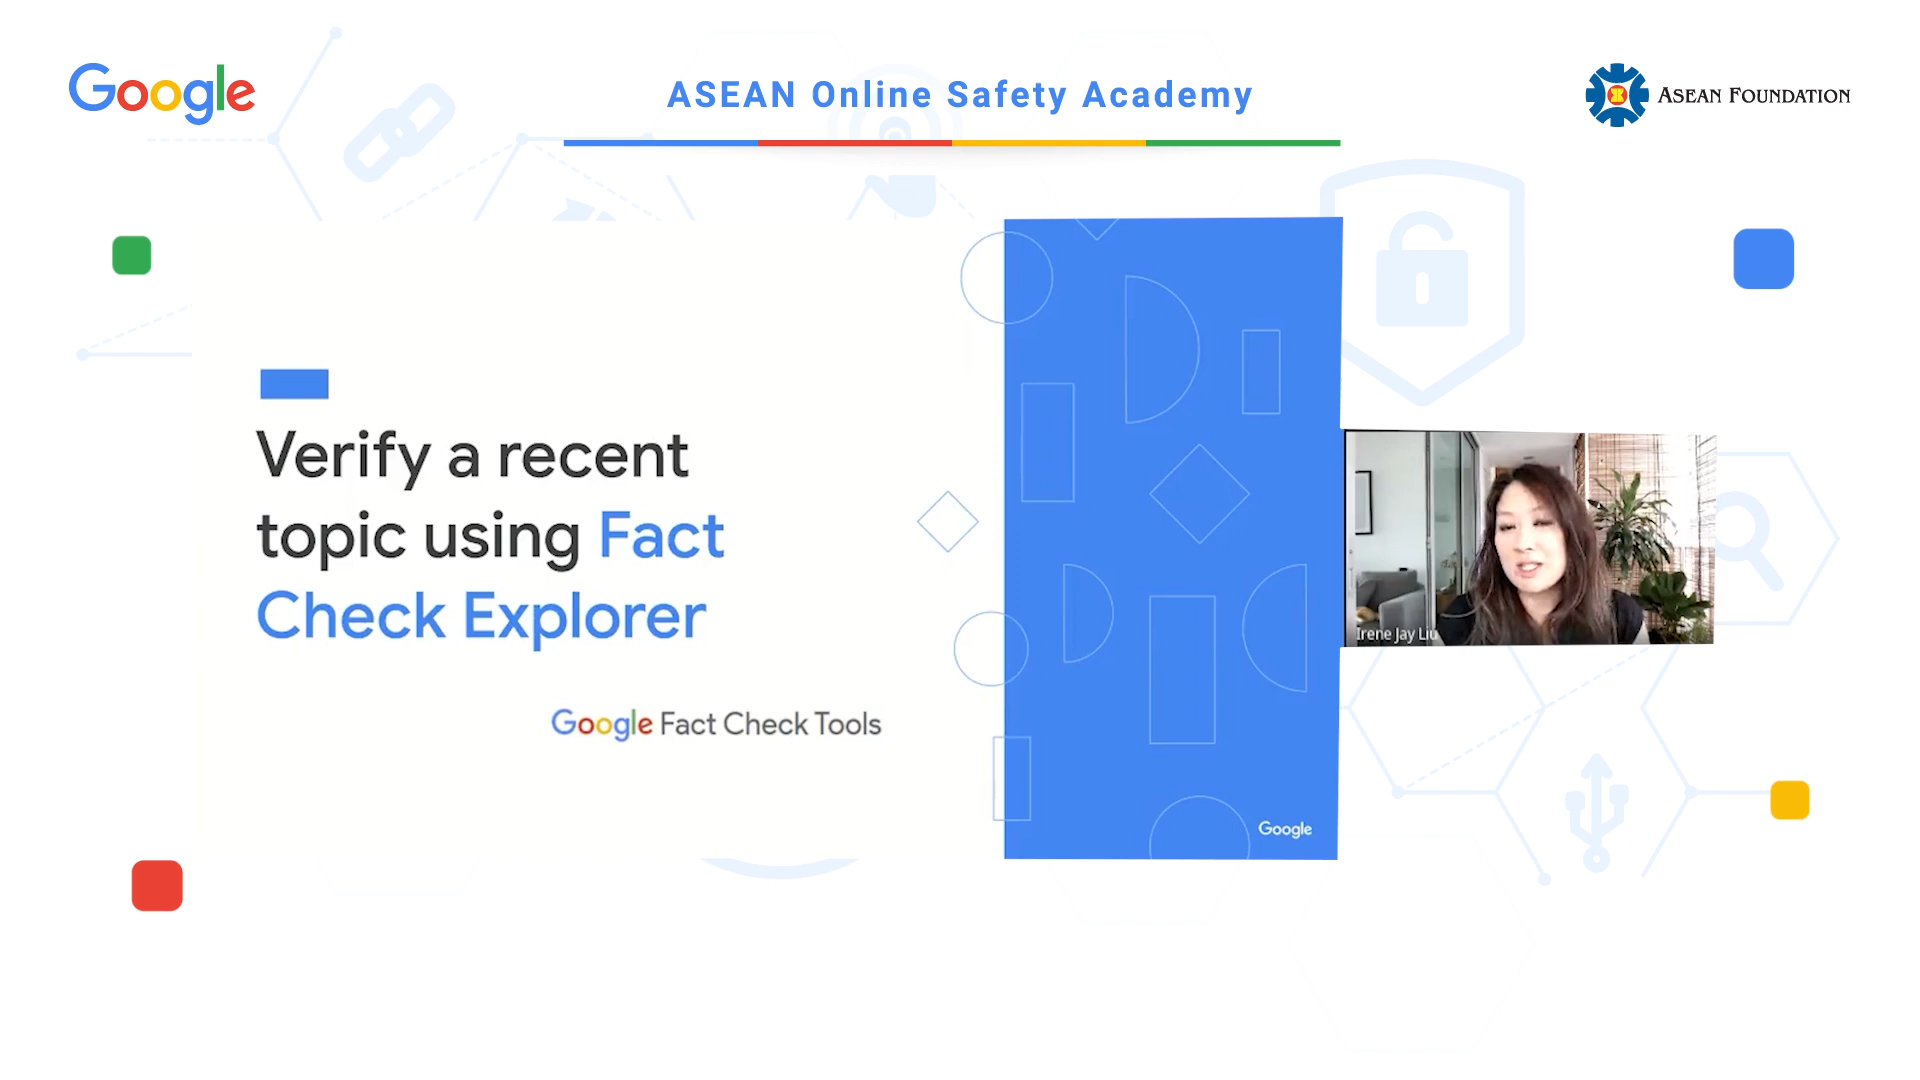 Google
ASEAN Online Safety Academy
ASEAN FOUNDATION
Verify a recent
topic using Fact
Check Explorer
Google Fact Check Tools
Google
Irene Jay Liu